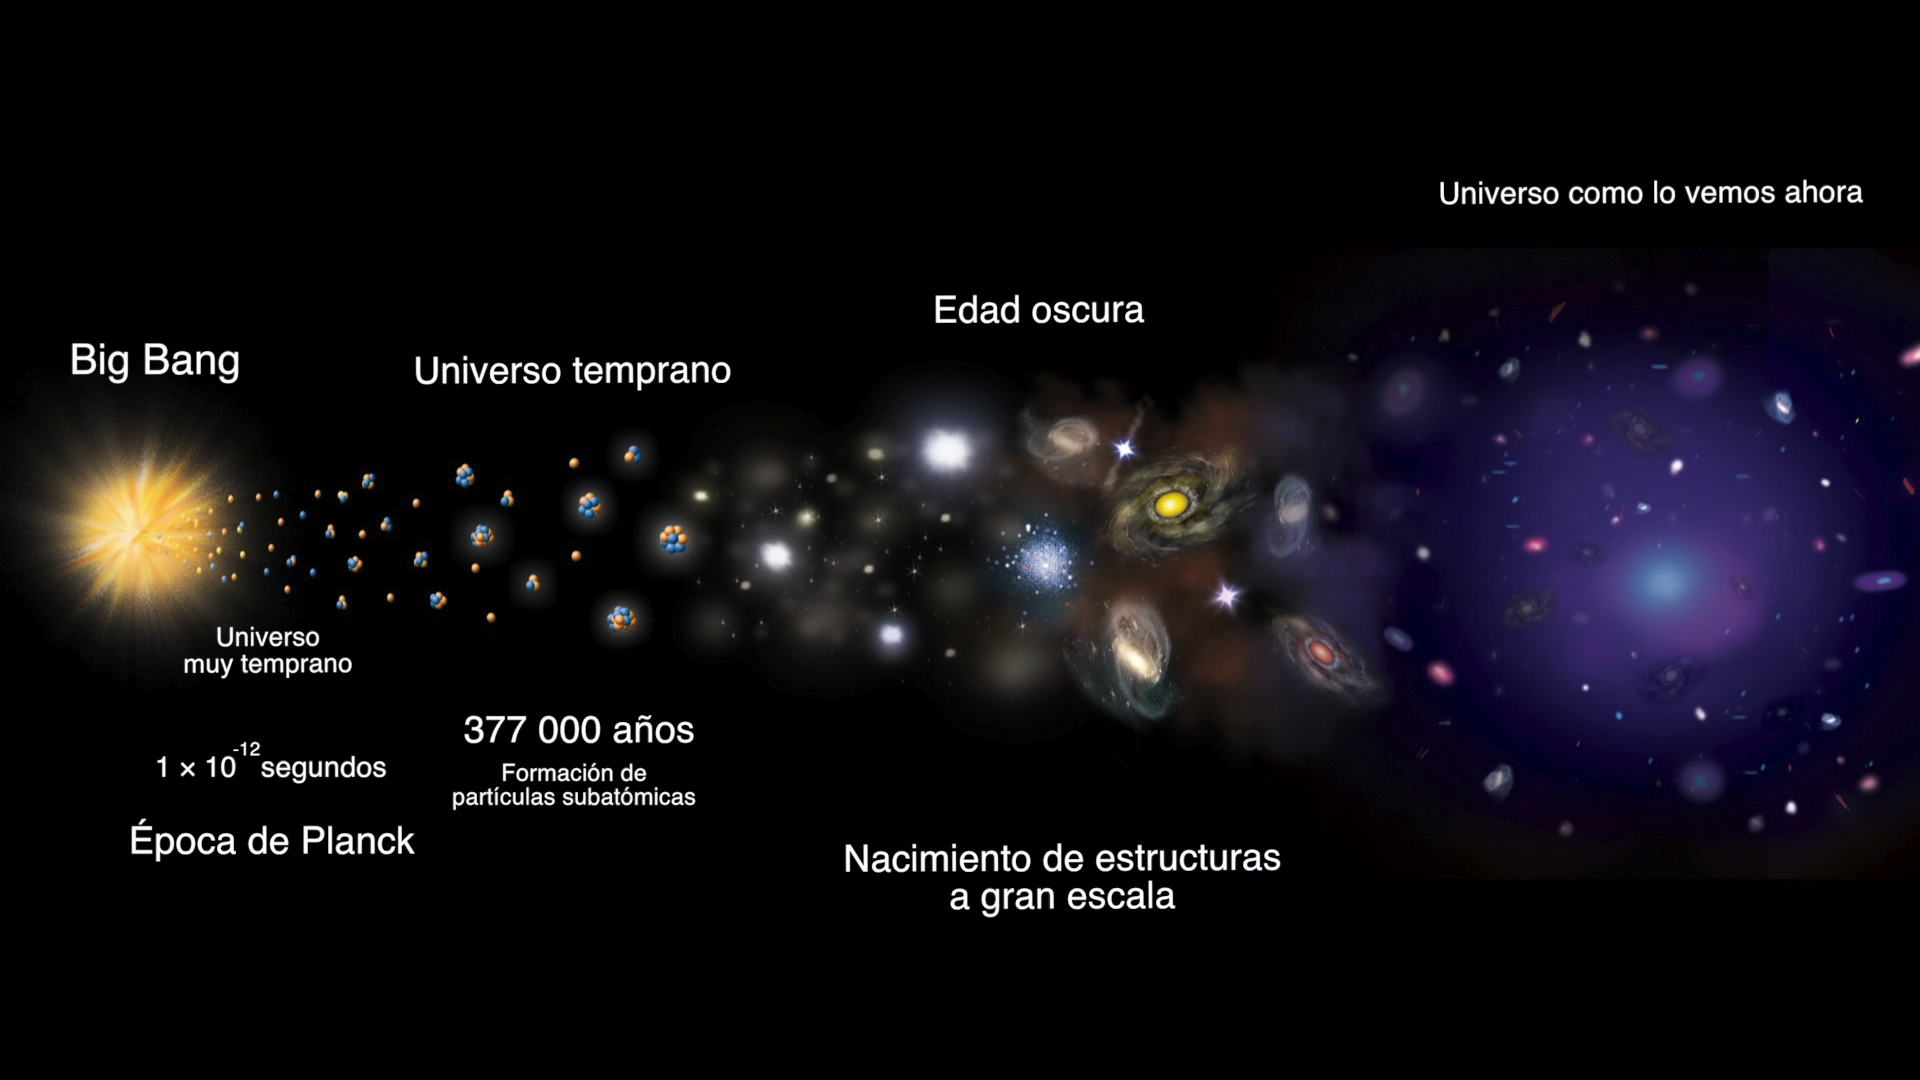 Universo como lo vemos ahora
Edad oscura
Big Bang
Universo temprano
Universo
muy temprano
377 000 años
Formación de
partículas subatómicas
1 × 10⁻¹² segundos
Época de Planck
Nacimiento de estructuras
a gran escala